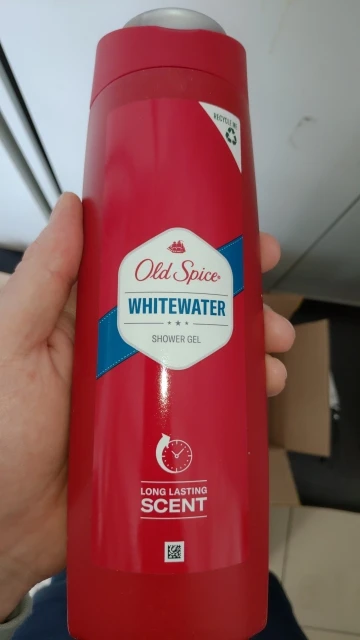 RECYCLE ME
Old Spice
WHITEWATER
SHOWER GEL
LONG LASTING
SCENT